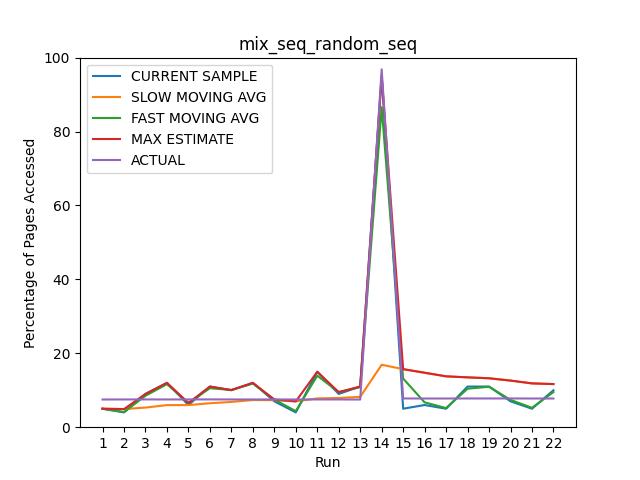 mix_seq_random_seq
100
80
60
40
20
0
Percentage of Pages Accessed
CURRENT SAMPLE
SLOW MOVING AVG
FAST MOVING AVG
MAX ESTIMATE
ACTUAL
1 2 3 4 5 6 7 8 9 10 11 12 13 14 15 16 17 18 19 20 21 22
Run